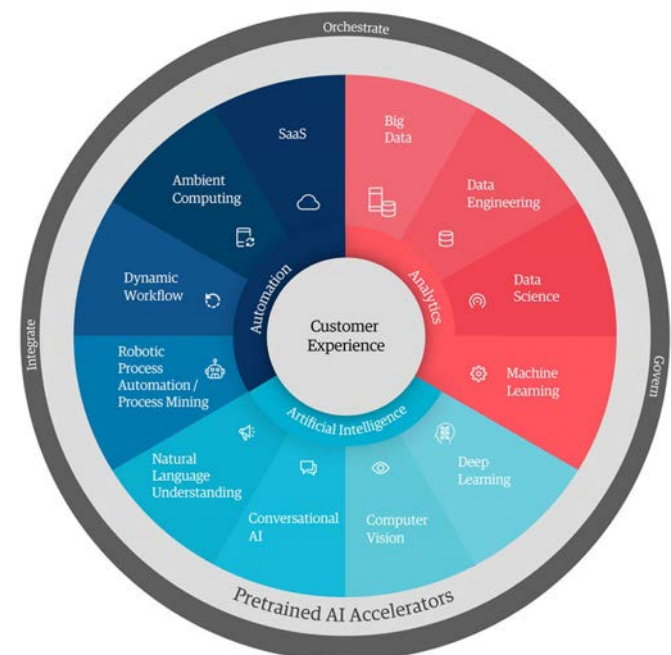 Orchestrate
SaaS
Big
Data
Ambient
Computing
Data
Engineering
Dynamic
Workflow
Automation
Analytics
Data
Science
Integrate
Customer
Experience
Govern
Robotic
Process
Automation /
Process Mining
Machine
Learning
Artificial Intelligence
Natural
Language
Understanding
Conversational
AI
Computer
Vision
Deep
Learning
Pretrained AI Accelerators